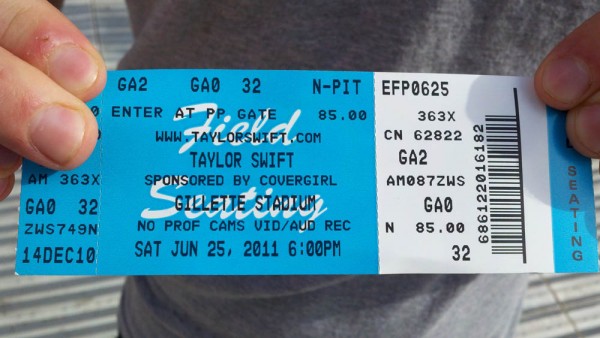 GA2 GA0 32 N-PIT
ENTER AT PP GATE 85.00
Field
WWW.TAYLORSWIFT.COM
TAYLOR SWIFT
SPONSORED BY COVERGIRL
Seating
GILLETTE STADIUM
NO PROF CAMS VID/AUD REC
SAT JUN 25, 2011 6:00PM
AM 363X
GA0 32
ZWS749N
14DEC10
EFP0625
363X
CN 62822
GA2
AM087ZWS
GA0
N 85.00
32
686122016182
SEATING